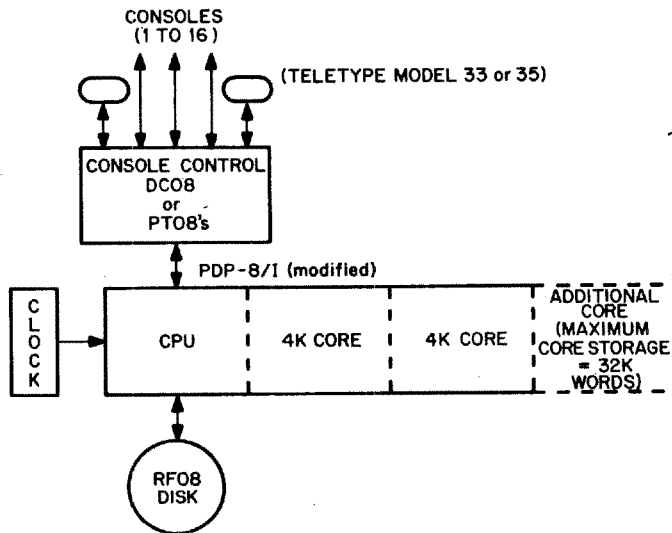 CONSOLES
(1 TO 16)
(TELETYPE MODEL 33 or 35)
CONSOLE CONTROL
DC08
or
PT08's
PDP-8/I (modified)
CLOCK
CPU
4K CORE
4K CORE
ADDITIONAL
CORE
(MAXIMUM
CORE STORAGE
= 32K
WORDS)
RF08
DISK